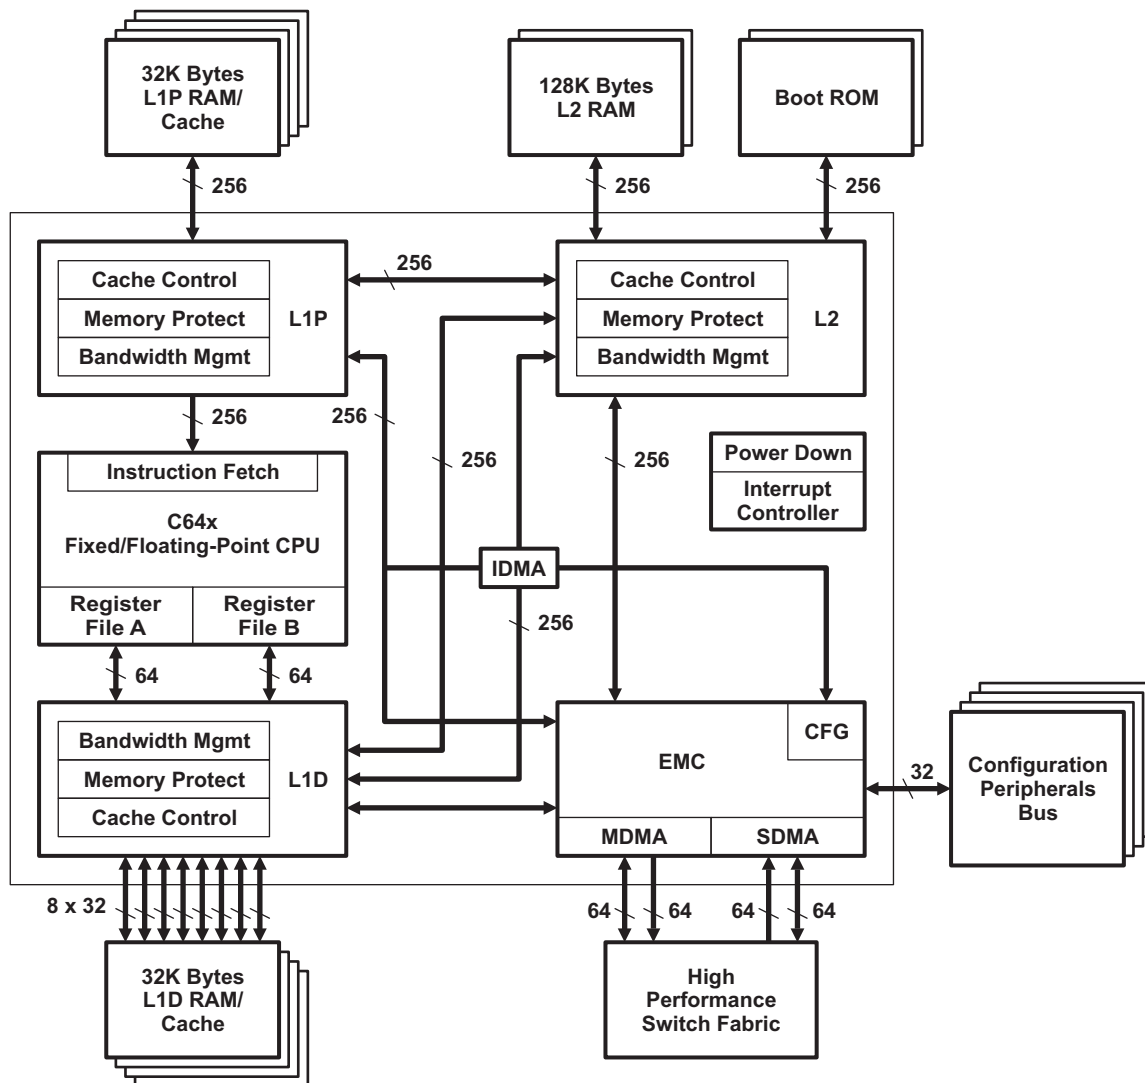 32K Bytes
L1P RAM/
Cache
128K Bytes
L2 RAM
Boot ROM
256
256
256
Cache Control
Memory Protect
Bandwidth Mgmt
L1P
256
Cache Control
Memory Protect
Bandwidth Mgmt
L2
256
256
256
256
Power Down
Interrupt
Controller
Instruction Fetch
C64x
Fixed/Floating-Point CPU
Register
File A
Register
File B
IDMA
256
64
64
Bandwidth Mgmt
Memory Protect
Cache Control
L1D
EMC
CFG
MDMA
SDMA
32
Configuration
Peripherals
Bus
8 x 32
64
64
64
64
32K Bytes
L1D RAM/
Cache
High
Performance
Switch Fabric